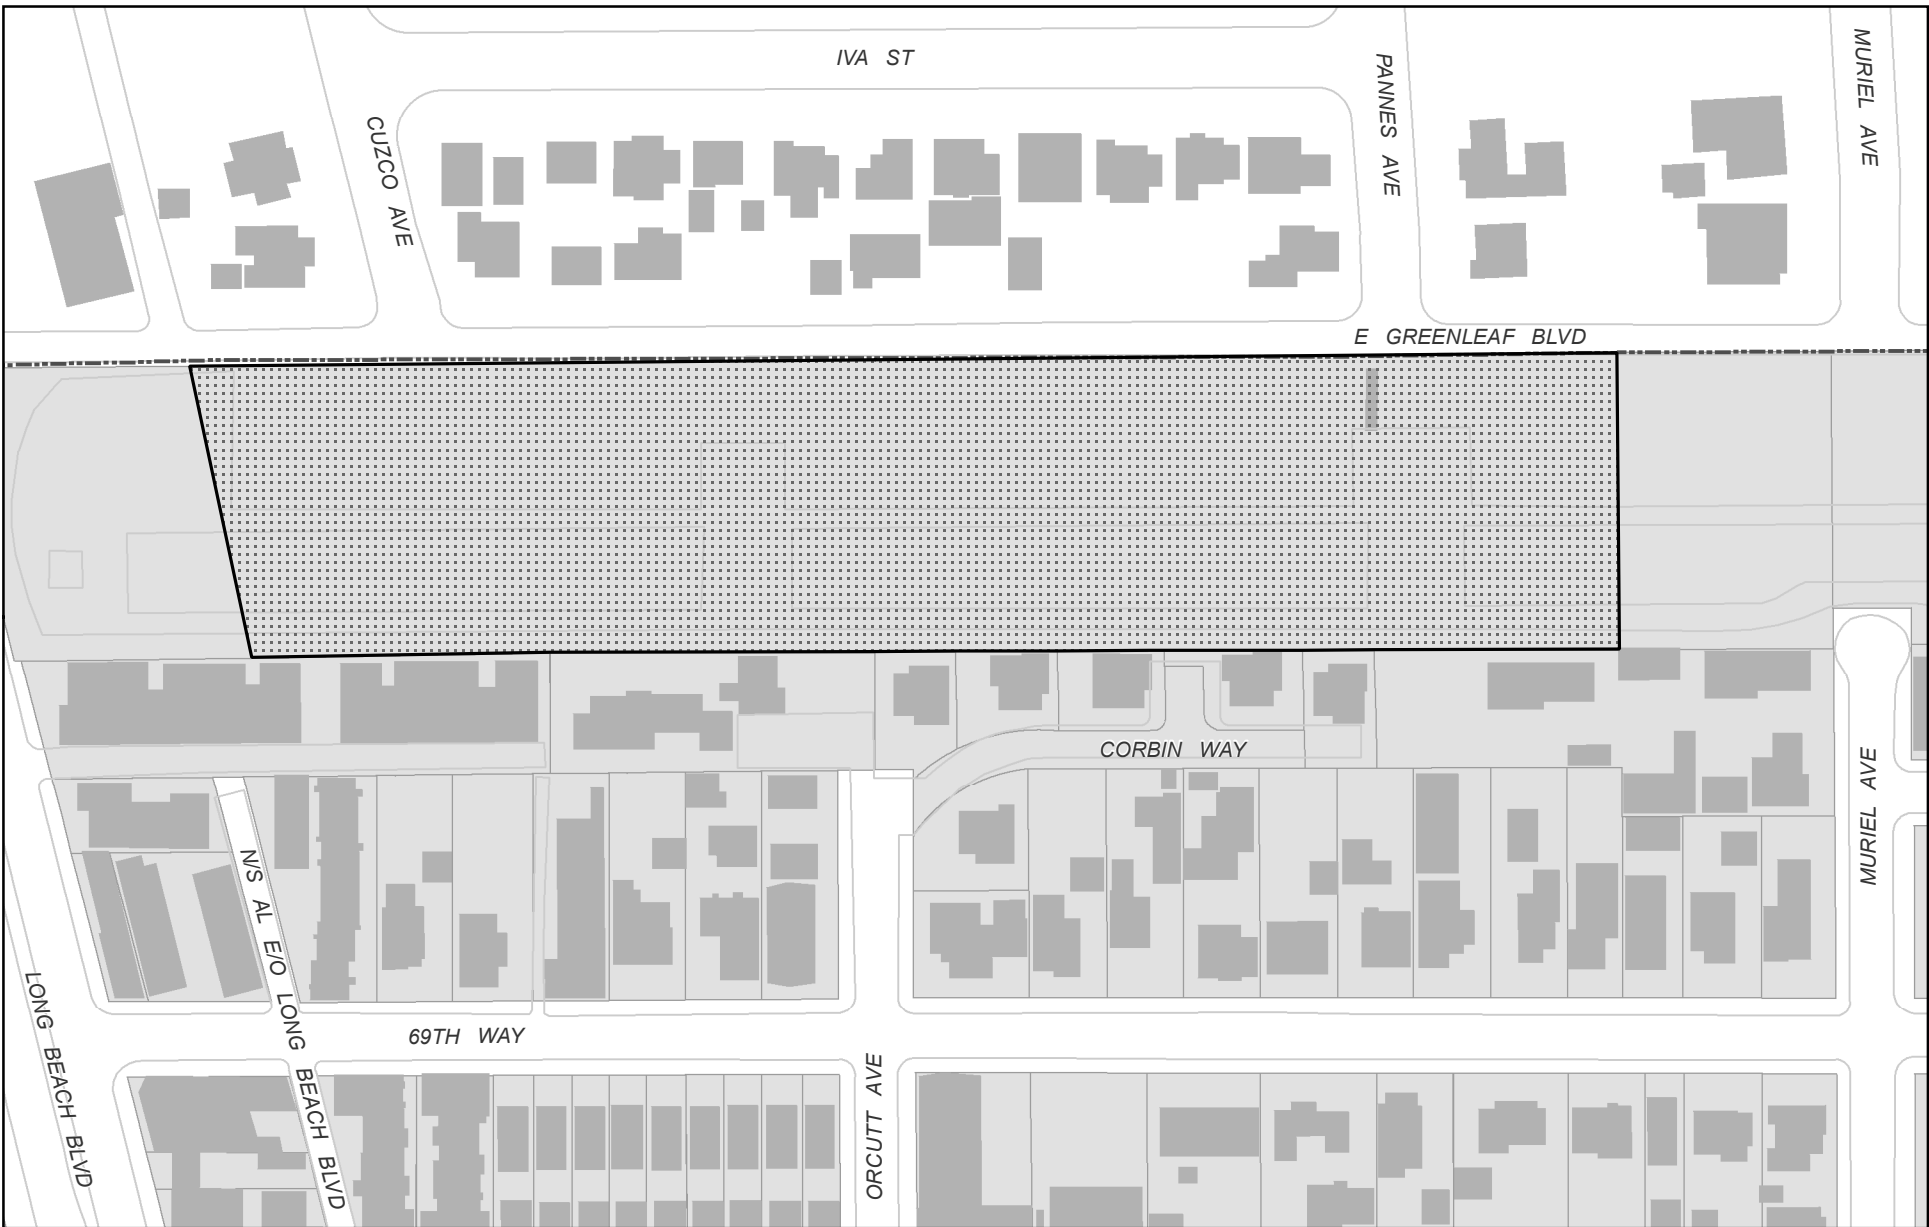 IVA ST
MURIEL AVE
PANNES AVE
CUZCO AVE
E GREENLEAF BLVD
CORBIN WAY
MURIEL AVE
N/S AL E/O LONG BEACH BLVD
LONG BEACH BLVD
69TH WAY
ORCUTT AVE